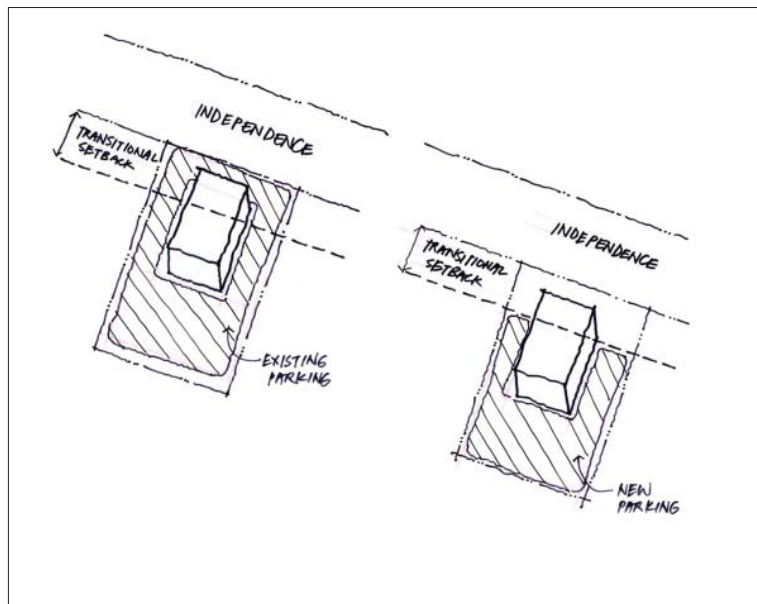 INDEPENDENCE
TRANSITIONAL
SETBACK
EXISTING
PARKING
INDEPENDENCE
TRANSITIONAL
SETBACK
NEW
PARKING